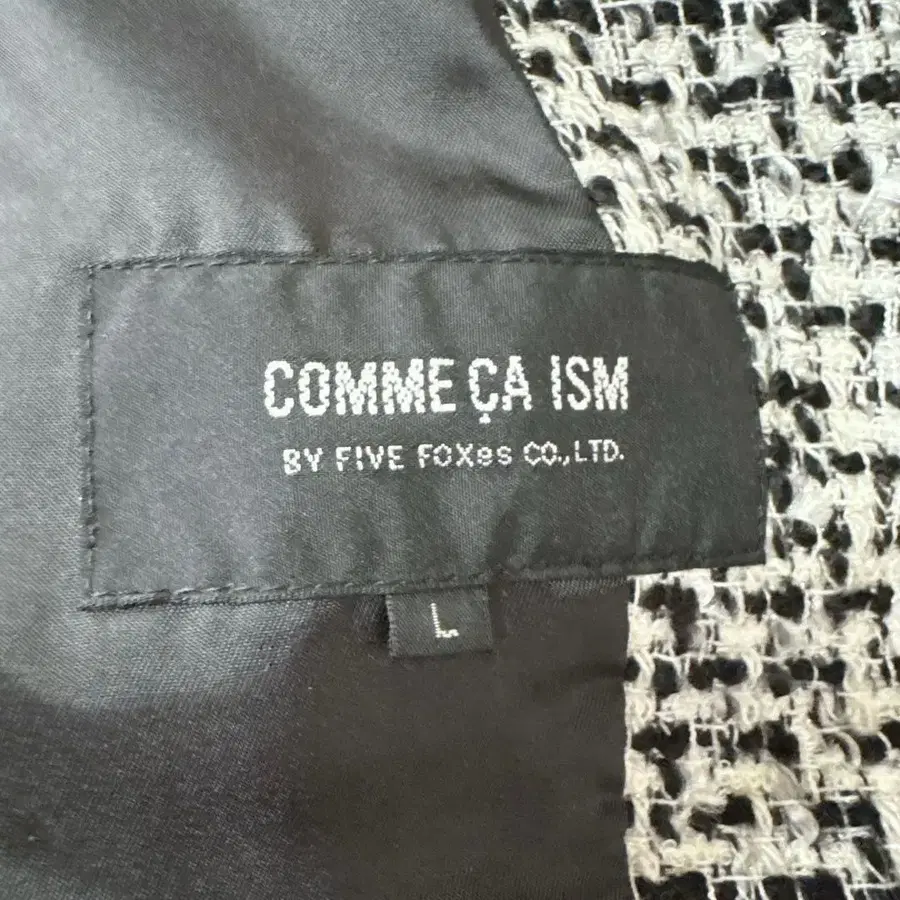 COMME ÇA ISM
BY FIVE FOXes CO.,LTD.
L